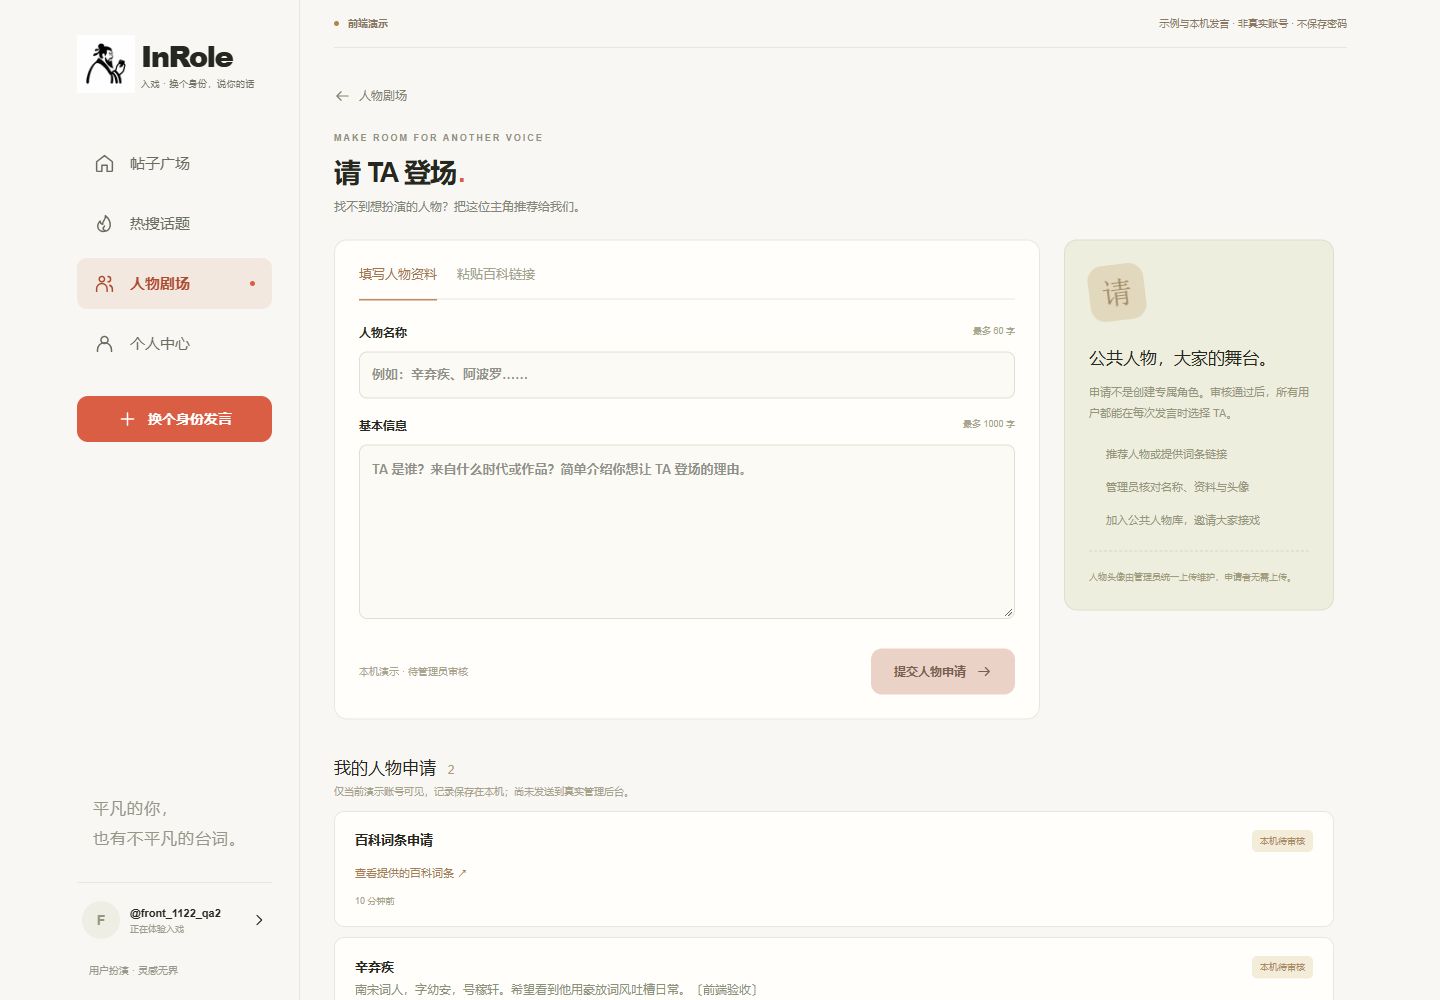 InRole
入戏 · 换个身份，说你的话
帖子广场
热搜话题
人物剧场
个人中心
换个身份发言
平凡的你，
也有不平凡的台词。
F
@front_1122_qa2
正在体验入戏
用户扮演 · 灵感无界
前端演示
示例与本机发言 · 非真实账号 · 不保存密码
人物剧场
MAKE ROOM FOR ANOTHER VOICE
请 TA 登场.
找不到想扮演的人物？把这位主角推荐给我们。
填写人物资料
粘贴百科链接
人物名称
最多 60 字
例如：辛弃疾、阿波罗……
基本信息
最多 1000 字
TA 是谁？来自什么时代或作品？简单介绍你想让 TA 登场的理由。
本机演示 · 待管理员审核
提交人物申请 →
请
公共人物，大家的舞台。
申请不是创建专属角色。审核通过后，所有用
户都能在每次发言时选择 TA。
推荐人物或提供词条链接
管理员核对名称、资料与头像
加入公共人物库，邀请大家接戏
人物头像由管理员统一上传维护，申请者无需上传。
我的人物申请 2
仅当前演示账号可见，记录保存在本机；尚未发送到真实管理后台。
百科词条申请
本机待审核
查看提供的百科词条 ↗
10 分钟前
辛弃疾
本机待审核
南宋词人，字幼安，号稼轩。希望看到他用豪放词风吐槽日常。〔前端验收〕